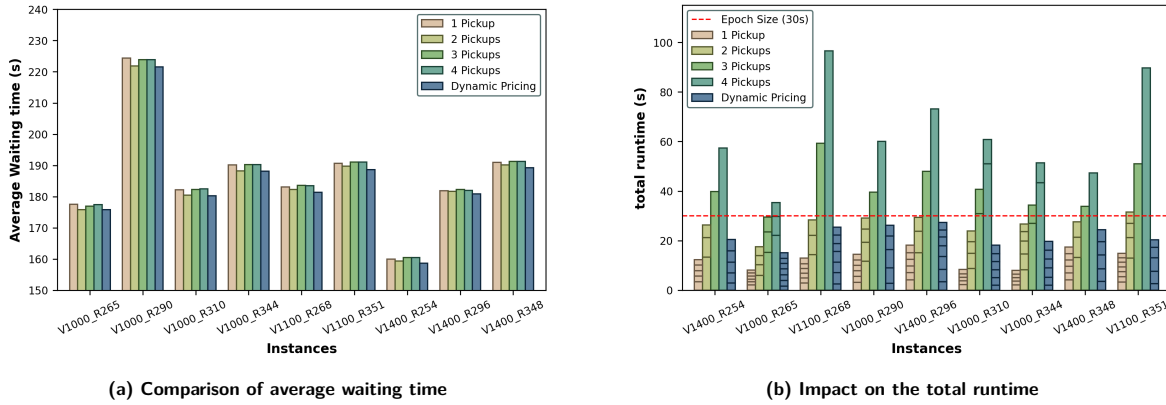 240
230
220
210
200
190
180
170
160
150
Average Waiting time (s)
1 Pickup
2 Pickups
3 Pickups
4 Pickups
Dynamic Pricing
V1000_R265
V1000_R290
V1000_R310
V1000_R344
V1100_R268
V1100_R351
V1400_R254
V1400_R296
V1400_R348
Instances
(a) Comparison of average waiting time
100
80
60
40
20
0
total runtime (s)
Epoch Size (30s)
1 Pickup
2 Pickups
3 Pickups
4 Pickups
Dynamic Pricing
V1400_R254
V1000_R265
V1100_R268
V1000_R290
V1400_R296
V1000_R310
V1000_R344
V1400_R348
V1100_R351
Instances
(b) Impact on the total runtime